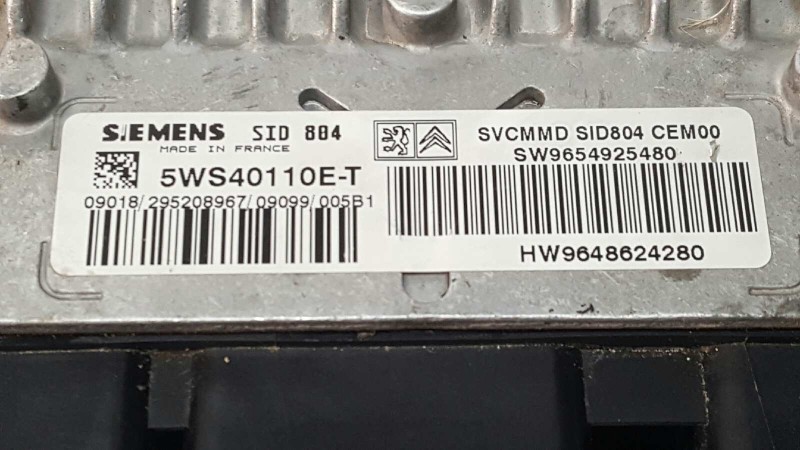 SIEMENS SID 804
MADE IN FRANCE
5WS40110E-T
09018/295208967/09099/005B1
SVCMMD SID804 CEM00
SW9654925480
HW9648624280